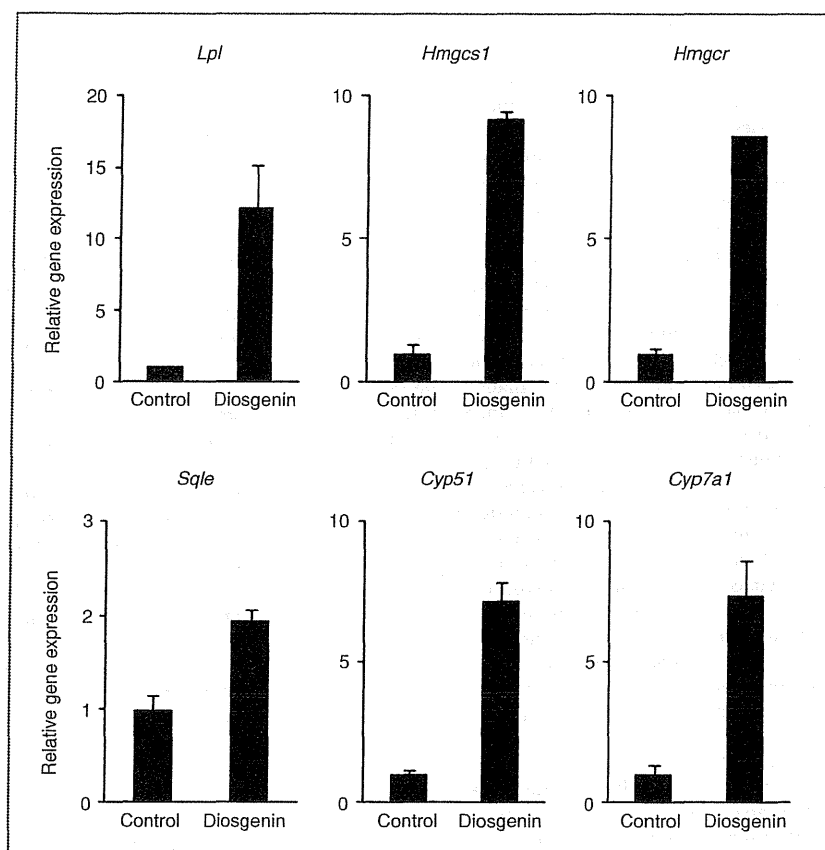 Lpl Hmgcs1 Hmgcr
Relative gene expression
20
15
10
5
0
Control Diosgenin
10
5
0
Control Diosgenin
10
5
0
Control Diosgenin
Sqle Cyp51 Cyp7a1
Relative gene expression
3
2
1
0
Control Diosgenin
10
5
0
Control Diosgenin
10
5
0
Control Diosgenin